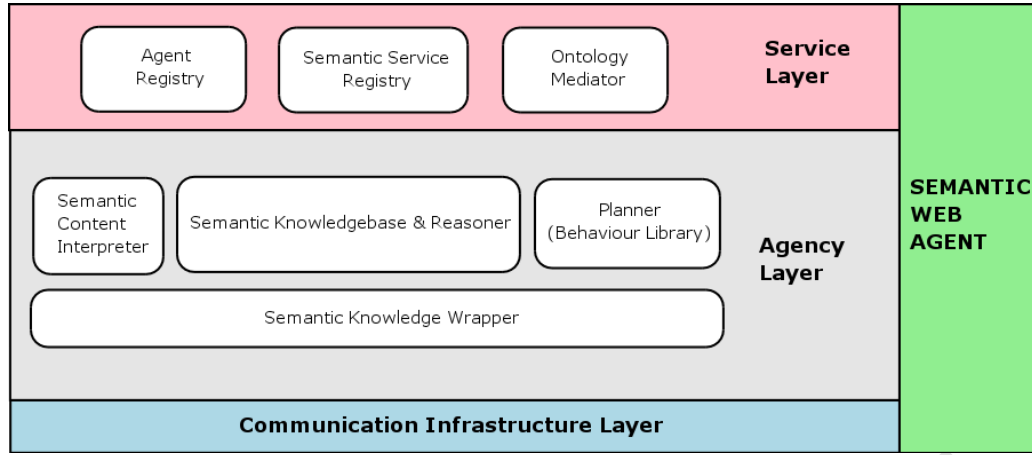 Agent
Registry
Semantic Service
Registry
Ontology
Mediator
Service
Layer
Semantic
Content
Interpreter
Semantic Knowledgebase & Reasoner
Planner
(Behaviour Library)
Agency
Layer
Semantic Knowledge Wrapper
Communication Infrastructure Layer
SEMANTIC
WEB
AGENT